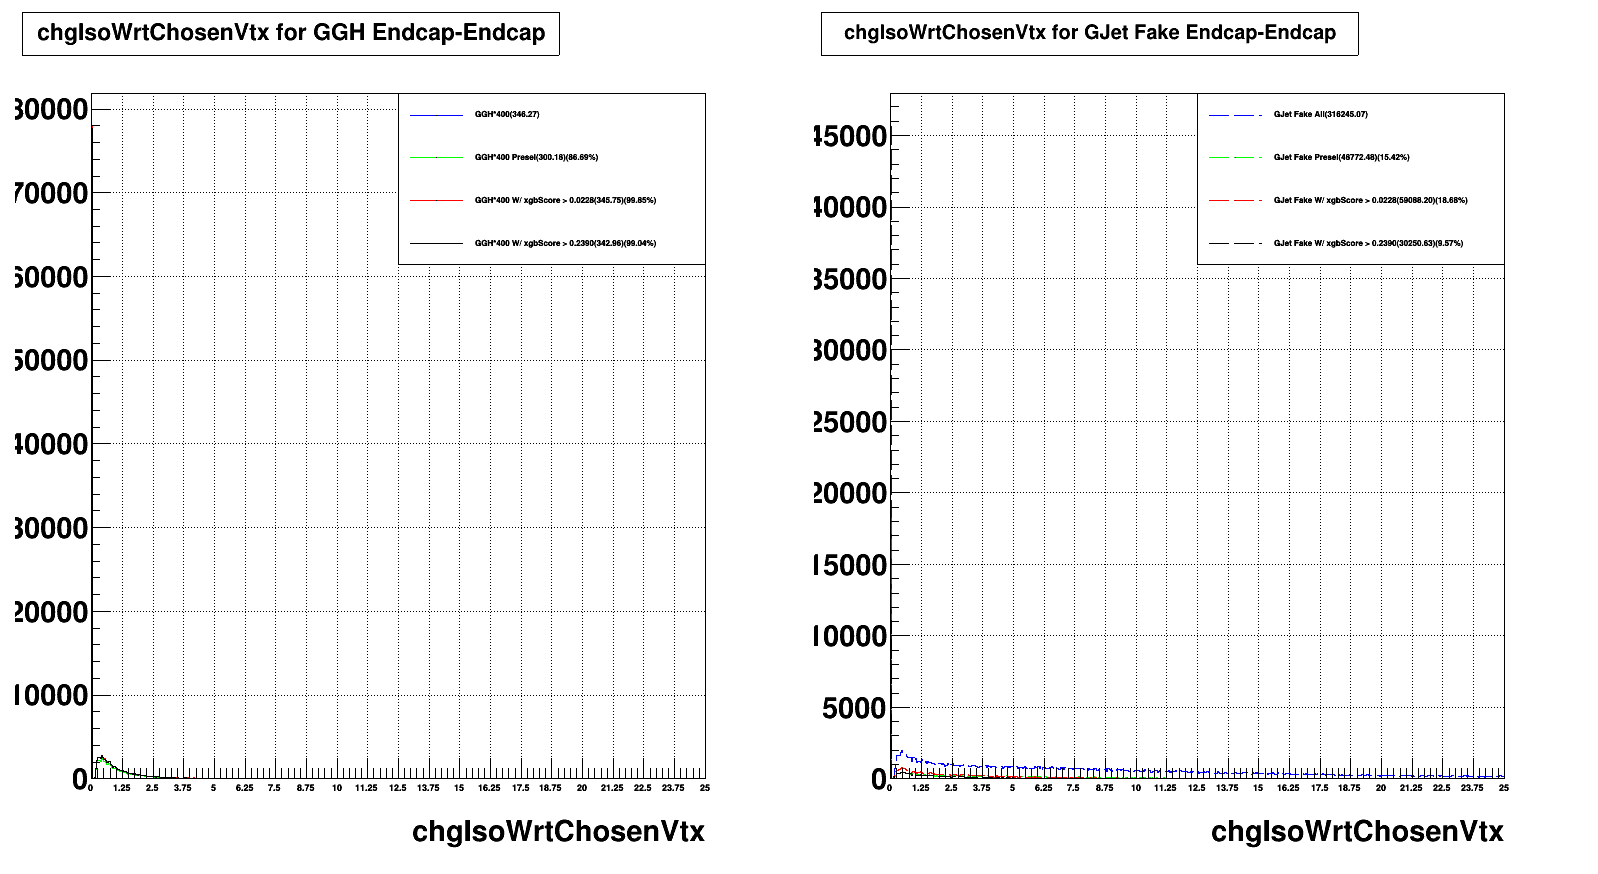 chgIsoWrtChosenVtx for GGH Endcap-Endcap
GGH*400(346.27)
GGH*400 Presel(300.18)(86.69%)
GGH*400 W/ xgbScore > 0.0228(345.75)(99.85%)
GGH*400 W/ xgbScore > 0.2390(342.96)(99.04%)
80000
70000
60000
50000
40000
30000
20000
10000
0
0 1.25 2.5 3.75 5 6.25 7.5 8.75 10 11.25 12.5 13.75 15 16.25 17.5 18.75 20 21.25 22.5 23.75 25
chgIsoWrtChosenVtx
chgIsoWrtChosenVtx for GJet Fake Endcap-Endcap
GJet Fake All(316245.07)
GJet Fake Presel(48772.48)(15.42%)
GJet Fake W/ xgbScore > 0.0228(59088.20)(18.68%)
GJet Fake W/ xgbScore > 0.2390(30250.63)(9.57%)
45000
40000
35000
30000
25000
20000
15000
10000
5000
0
0 1.25 2.5 3.75 5 6.25 7.5 8.75 10 11.25 12.5 13.75 15 16.25 17.5 18.75 20 21.25 22.5 23.75 25
chgIsoWrtChosenVtx